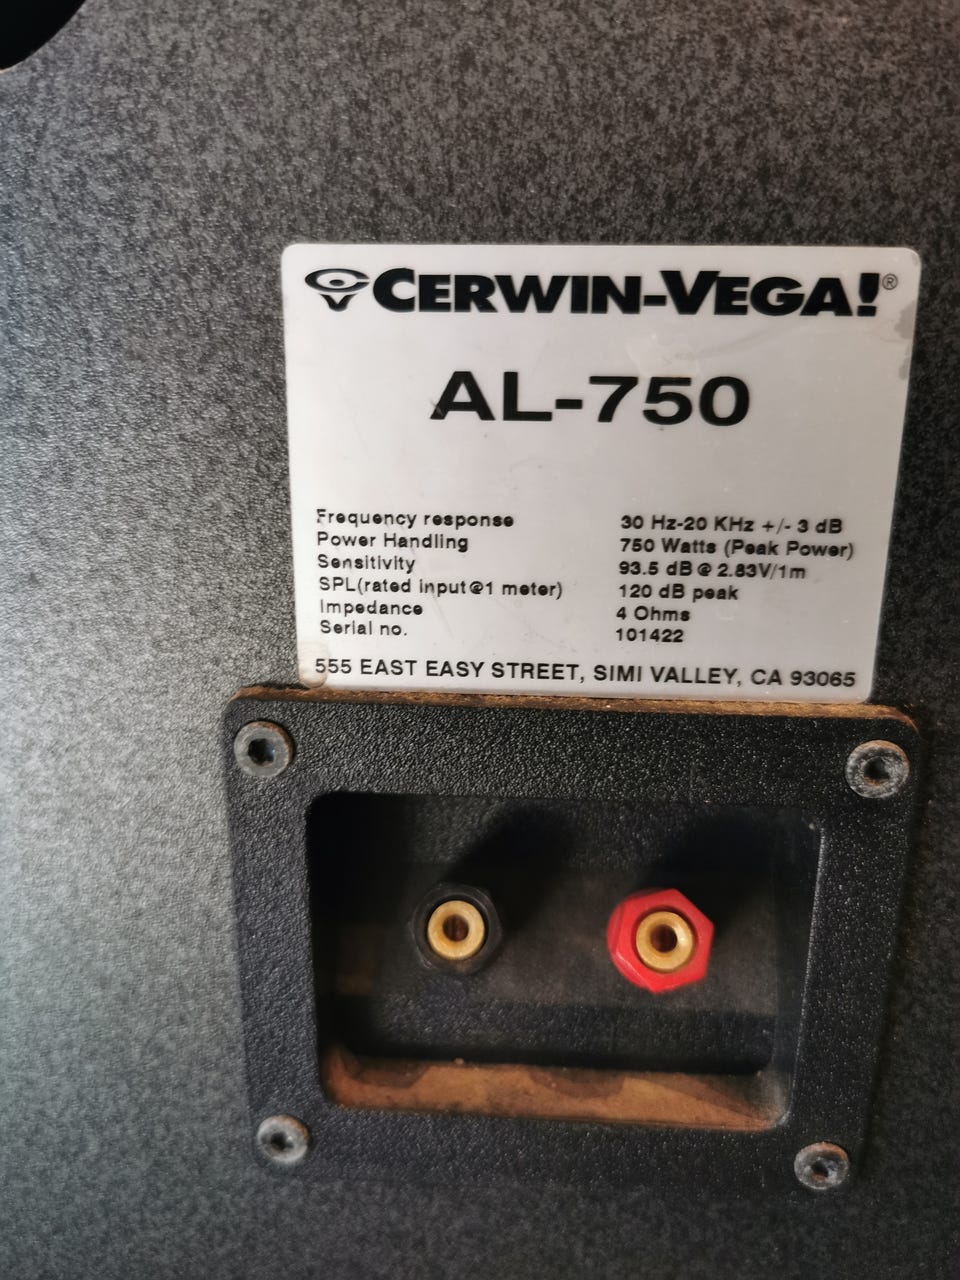 CERWIN-VEGA!®
AL-750
Frequency response 30 Hz-20 KHz +/- 3 dB
Power Handling 750 Watts (Peak Power)
Sensitivity 93.5 dB @ 2.83V/1m
SPL(rated input@1 meter) 120 dB peak
Impedance 4 Ohms
Serial no. 101422
555 EAST EASY STREET, SIMI VALLEY, CA 93065